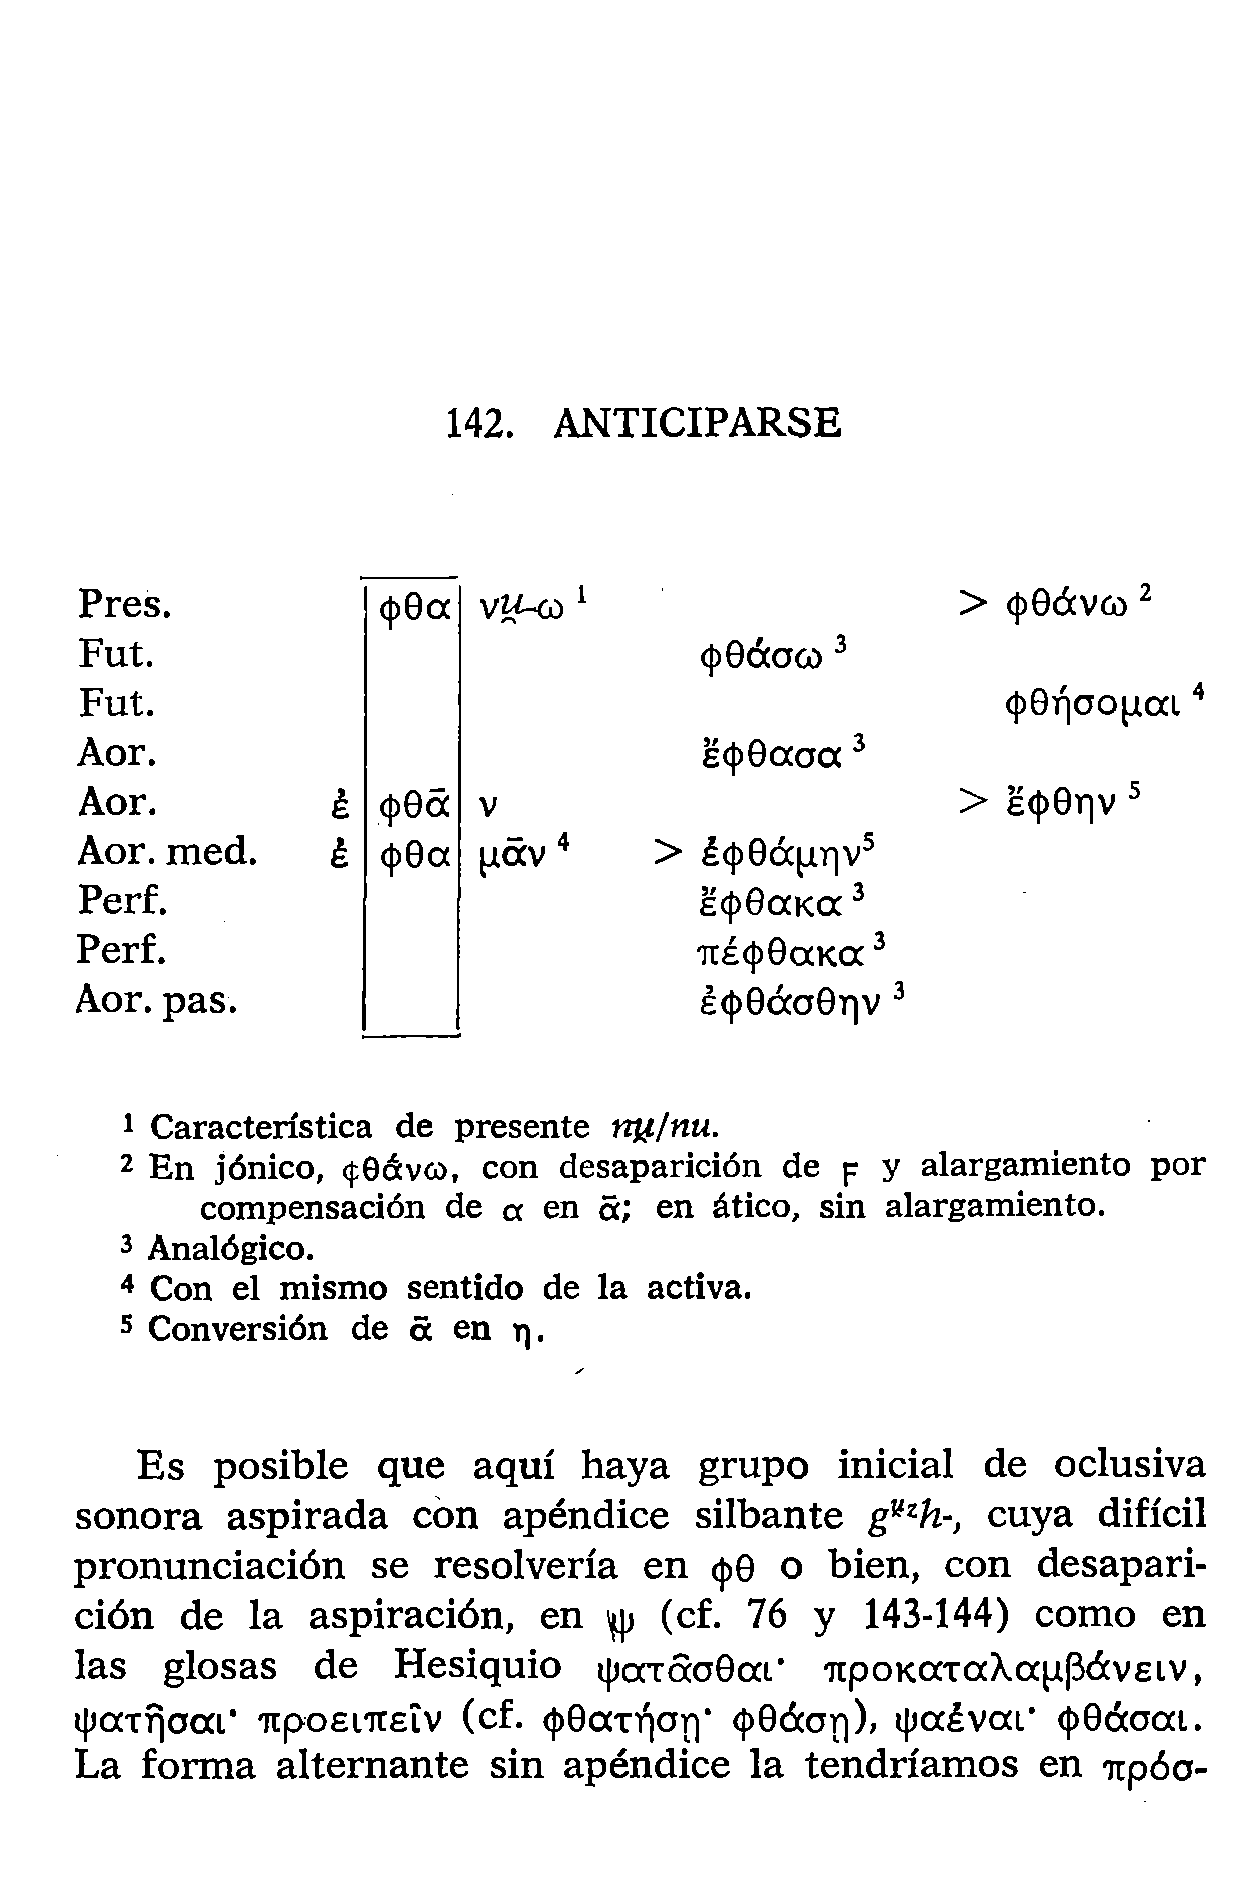 142. ANTICIPARSE
Pres. φθα νu̯-ω ¹ > φθάνω ²
Fut. φθάσω ³
Fut. φθήσομαι ⁴
Aor. ἔφθασα ³
Aor. ἐ φθᾱ ν > ἔφθην ⁵
Aor. med. ἐ φθα μᾱν ⁴ > ἐφθάμην⁵
Perf. ἔφθακα ³
Perf. πέφθακα ³
Aor. pas. ἐφθάσθην ³
¹ Característica de presente nu̯/nu.
² En jónico, φθάνω, con desaparición de ϝ y alargamiento por
compensación de α en ᾱ; en ático, sin alargamiento.
³ Analógico.
⁴ Con el mismo sentido de la activa.
⁵ Conversión de ᾱ en η.
Es posible que aquí haya grupo inicial de oclusiva
sonora aspirada con apéndice silbante gᵘ̯ᶻh-, cuya difícil
pronunciación se resolvería en φθ o bien, con desapari-
ción de la aspiración, en ψ (cf. 76 y 143-144) como en
las glosas de Hesiquio ψατᾶσθαι· προκαταλαμβάνειν,
ψατῆσαι· προειπεῖν (cf. φθατήσῃ· φθάσῃ), ψαέναι· φθάσαι.
La forma alternante sin apéndice la tendríamos en πρόσ-